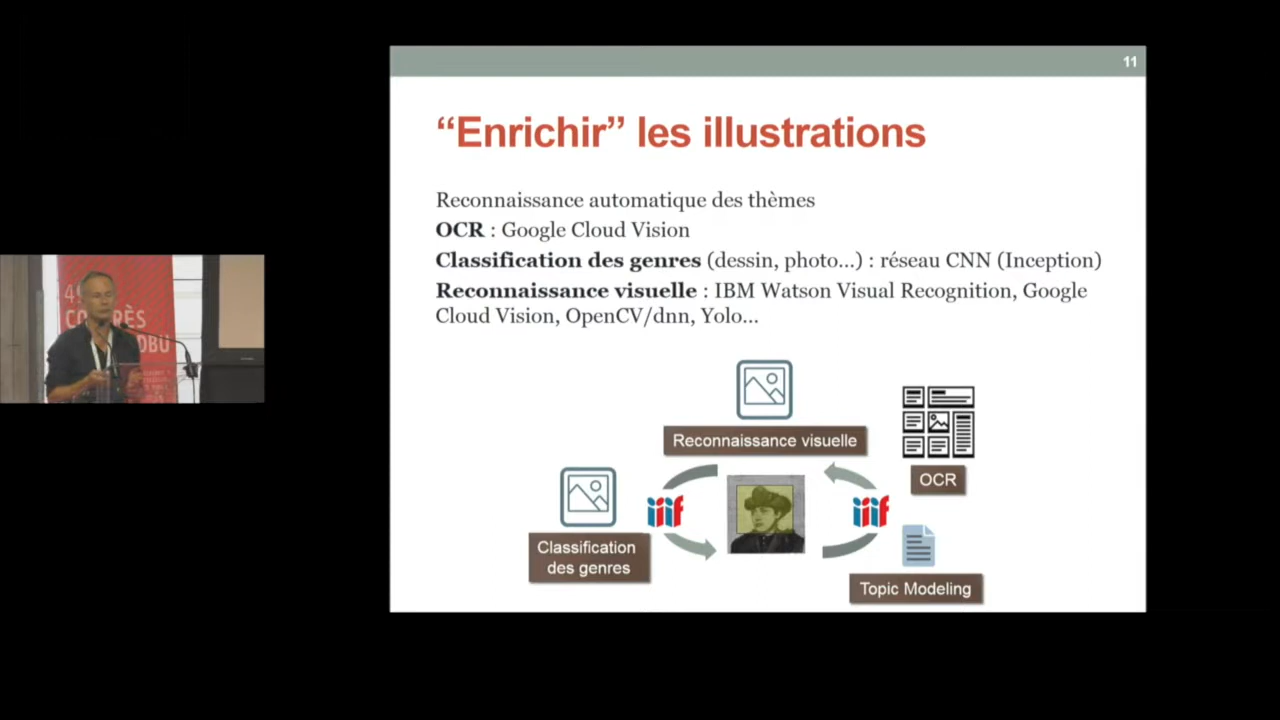 11
“Enrichir” les illustrations
Reconnaissance automatique des thèmes
OCR : Google Cloud Vision
Classification des genres (dessin, photo...) : réseau CNN (Inception)
Reconnaissance visuelle : IBM Watson Visual Recognition, Google
Cloud Vision, OpenCV/dnn, Yolo...
Reconnaissance visuelle
OCR
iiif
iiif
Classification
des genres
Topic Modeling